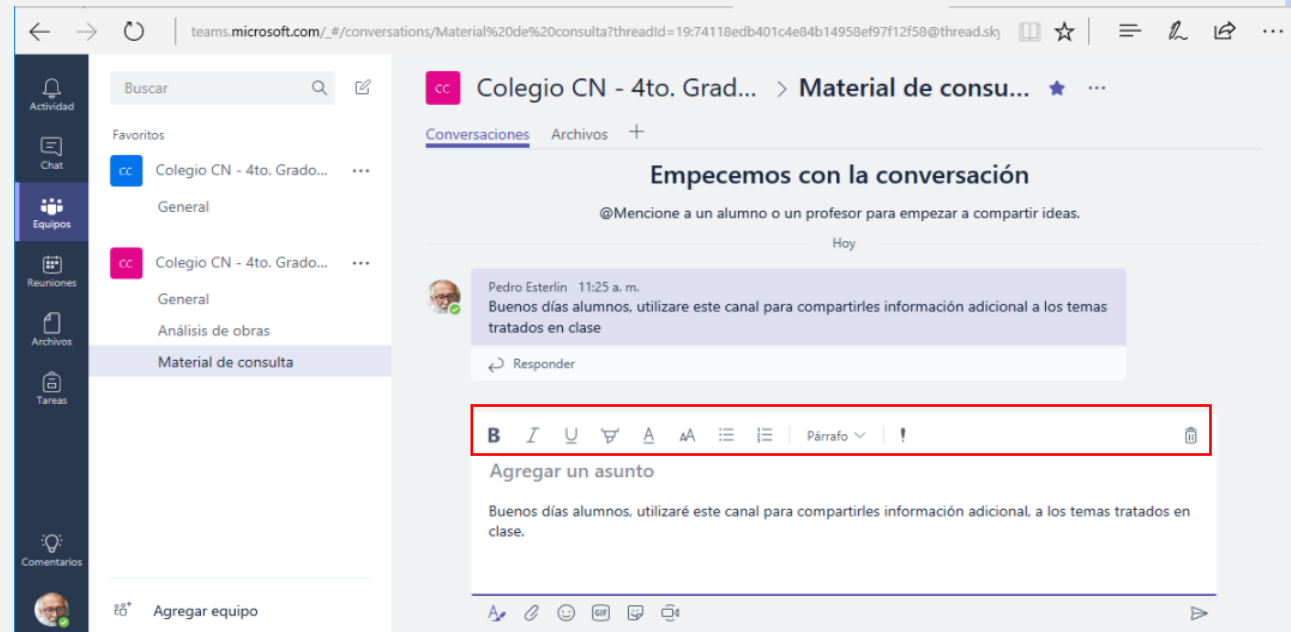 teams.microsoft.com/_#/conversations/Material%20de%20consulta?threadId=19:74118edb401c4e84b14958ef97f12f58@thread.sky
Actividad
Chat
Equipos
Reuniones
Archivos
Tareas
Comentarios
Buscar
Favoritos
CC Colegio CN - 4to. Grado... ...
General
CC Colegio CN - 4to. Grado... ...
General
Análisis de obras
Material de consulta
Agregar equipo
CC Colegio CN - 4to. Grad... > Material de consu... ...
Conversaciones Archivos +
Empecemos con la conversación
@Mencione a un alumno o un profesor para empezar a compartir ideas.
Hoy
Pedro Esterlin 11:25 a. m.
Buenos días alumnos, utilizare este canal para compartirles información adicional a los temas
tratados en clase
Responder
B I U A AA Párrafo !
Agregar un asunto
Buenos días alumnos, utilizaré este canal para compartirles información adicional, a los temas tratados en
clase.
A GIF